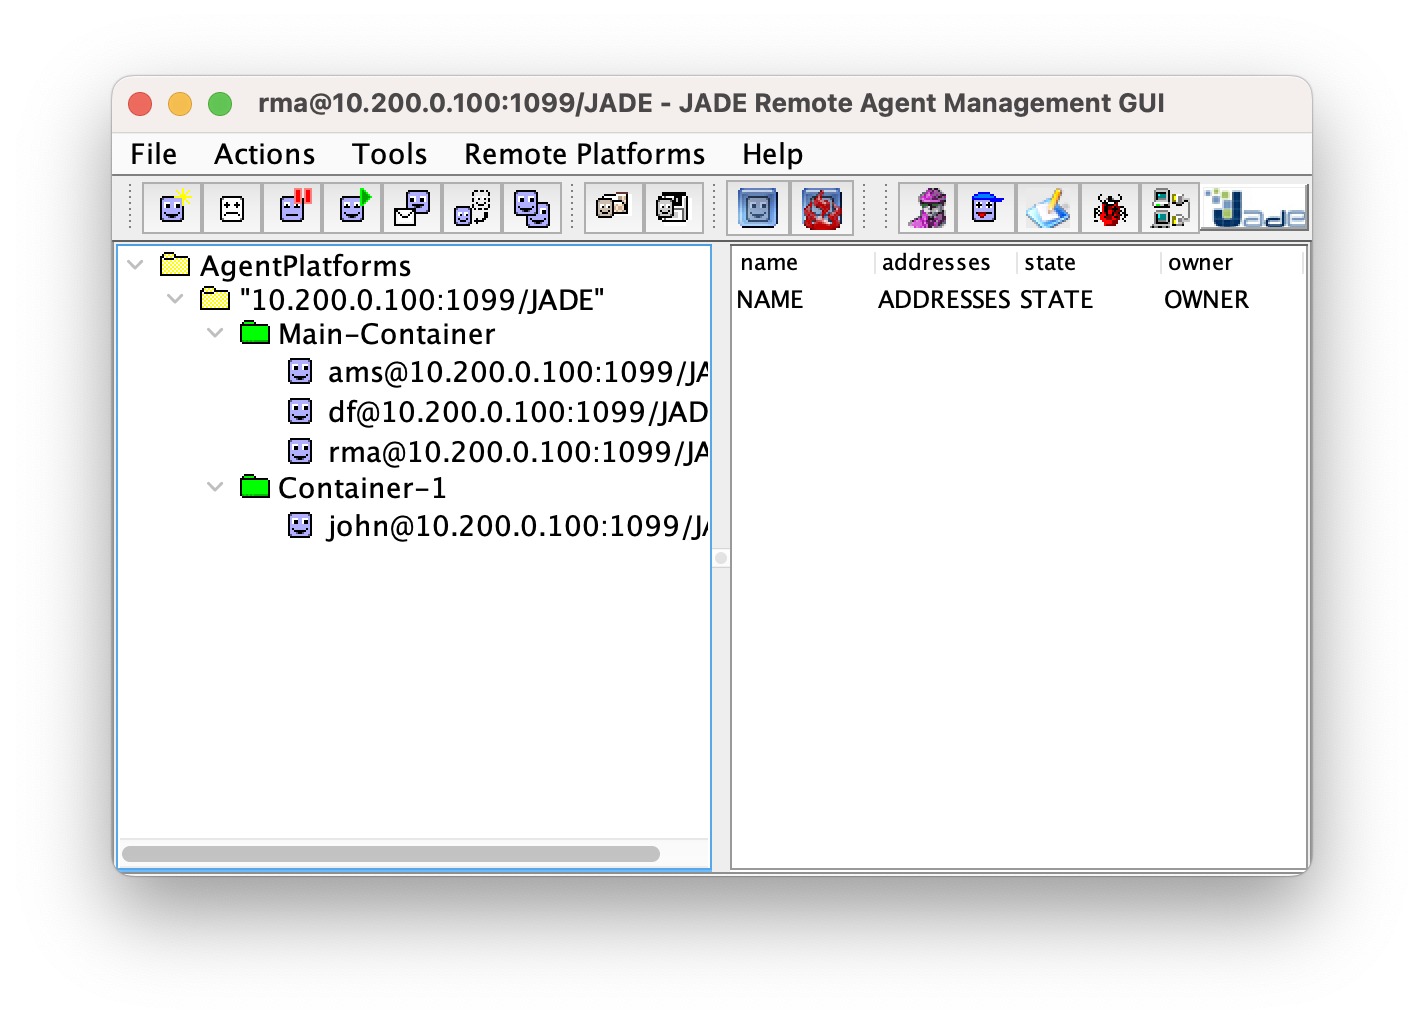 rma@10.200.0.100:1099/JADE - JADE Remote Agent Management GUI
File Actions Tools Remote Platforms Help
Jade
AgentPlatforms
"10.200.0.100:1099/JADE"
Main-Container
ams@10.200.0.100:1099/JA
df@10.200.0.100:1099/JAD
rma@10.200.0.100:1099/JA
Container-1
john@10.200.0.100:1099/JA
name addresses state owner
NAME ADDRESSES STATE OWNER